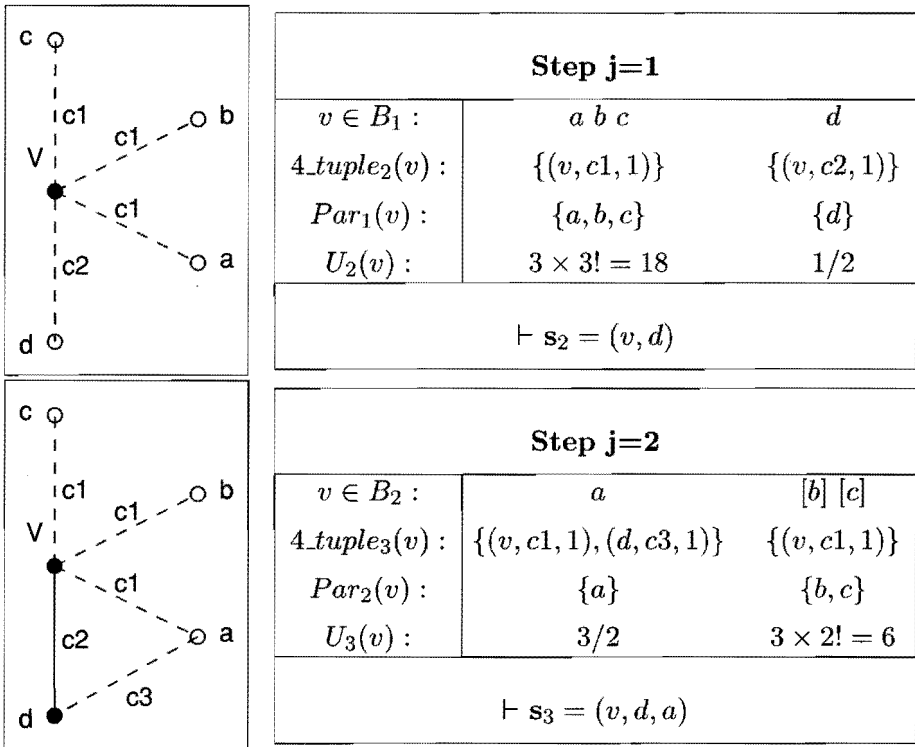 c
c1
b
V
c1
c1
c2
a
d
Step j=1
v ∈ B₁ : a b c d
4_tuple₂(v) : {(v, c1, 1)} {(v, c2, 1)}
Par₁(v) : {a, b, c} {d}
U₂(v) : 3 × 3! = 18 1/2
⊢ s₂ = (v, d)
c
c1
b
V
c1
c1
c2
a
c3
d
Step j=2
v ∈ B₂ : a [b] [c]
4_tuple₃(v) : {(v, c1, 1), (d, c3, 1)} {(v, c1, 1)}
Par₂(v) : {a} {b, c}
U₃(v) : 3/2 3 × 2! = 6
⊢ s₃ = (v, d, a)